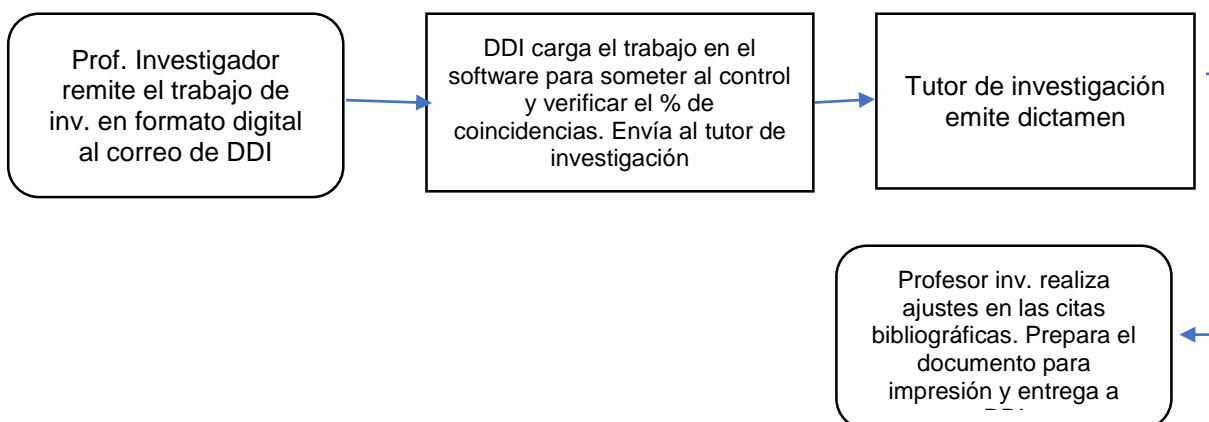 Prof. Investigador
remite el trabajo de
inv. en formato digital
al correo de DDI
DDI carga el trabajo en el
software para someter al control
y verificar el % de
coincidencias. Envía al tutor de
investigación
Tutor de investigación
emite dictamen
Profesor inv. realiza
ajustes en las citas
bibliográficas. Prepara el
documento para
impresión y entrega a